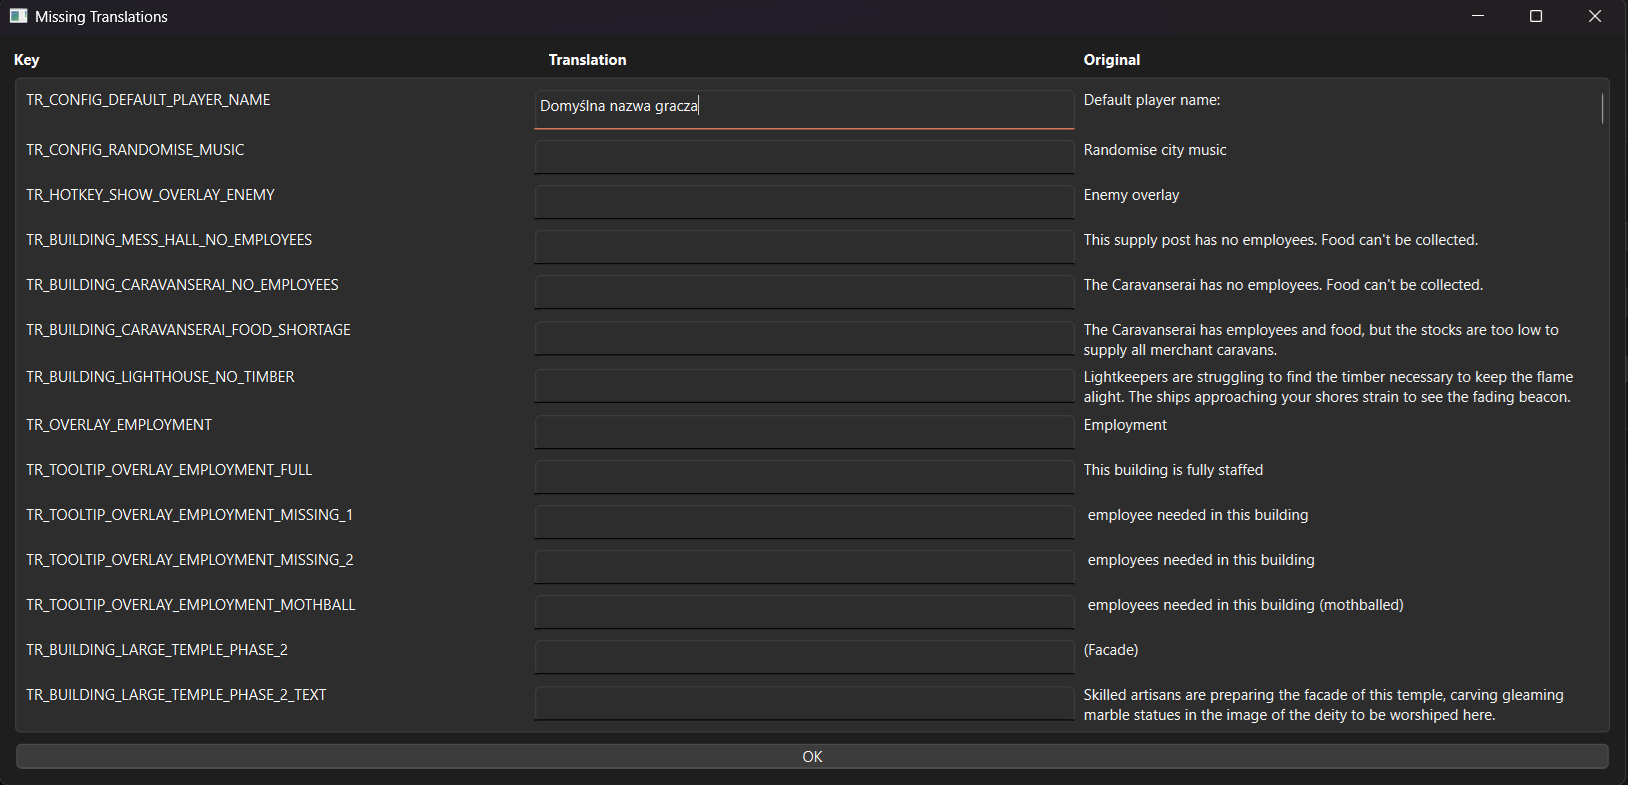 Missing Translations
Key Translation Original
TR_CONFIG_DEFAULT_PLAYER_NAME Domyślna nazwa gracza Default player name:
TR_CONFIG_RANDOMISE_MUSIC Randomise city music
TR_HOTKEY_SHOW_OVERLAY_ENEMY Enemy overlay
TR_BUILDING_MESS_HALL_NO_EMPLOYEES This supply post has no employees. Food can't be collected.
TR_BUILDING_CARAVANSERAI_NO_EMPLOYEES The Caravanserai has no employees. Food can't be collected.
TR_BUILDING_CARAVANSERAI_FOOD_SHORTAGE The Caravanserai has employees and food, but the stocks are too low to
supply all merchant caravans.
TR_BUILDING_LIGHTHOUSE_NO_TIMBER Lightkeepers are struggling to find the timber necessary to keep the flame
alight. The ships approaching your shores strain to see the fading beacon.
TR_OVERLAY_EMPLOYMENT Employment
TR_TOOLTIP_OVERLAY_EMPLOYMENT_FULL This building is fully staffed
TR_TOOLTIP_OVERLAY_EMPLOYMENT_MISSING_1 employee needed in this building
TR_TOOLTIP_OVERLAY_EMPLOYMENT_MISSING_2 employees needed in this building
TR_TOOLTIP_OVERLAY_EMPLOYMENT_MOTHBALL employees needed in this building (mothballed)
TR_BUILDING_LARGE_TEMPLE_PHASE_2 (Facade)
TR_BUILDING_LARGE_TEMPLE_PHASE_2_TEXT Skilled artisans are preparing the facade of this temple, carving gleaming
marble statues in the image of the deity to be worshiped here.
OK